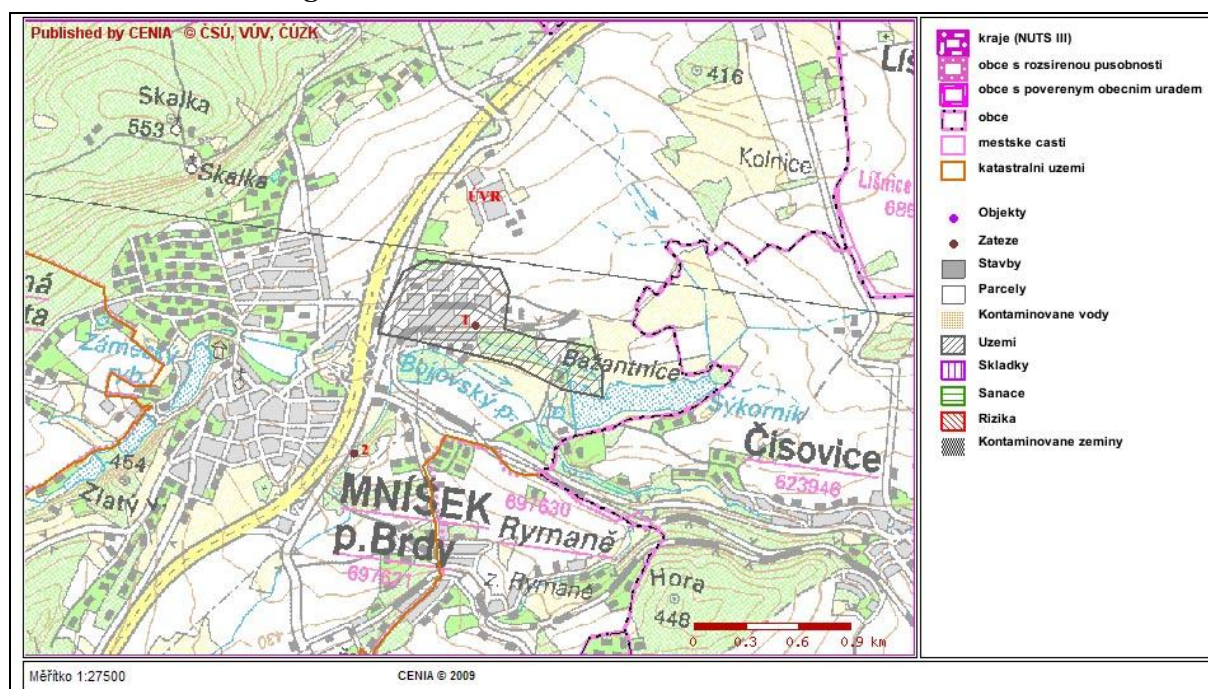 Published by CENIA © ČSÚ, VÚV, ČÚZK
416
Skalka
553
Skalka
Kolnice
Líšnice
ÚVR
1
Zámecký
ryb.
Bojovský p.
Bažantnice
Sýkorník
Čísovice
623946
454
Zlatý v.
2
MNÍŠEK
p.Brdy
697621
697630
Rymaně
z. Rymaně
Hora
448
430
0 0.3 0.6 0.9 km
kraje (NUTS III)
obce s rozsirenou pusobnosti
obce s poverenym obecnim uradem
obce
mestske casti
katastralni uzemi
Objekty
Zateze
Stavby
Parcely
Kontaminovane vody
Uzemi
Skladky
Sanace
Rizika
Kontaminovane zeminy
Měřítko 1:27500
CENIA © 2009